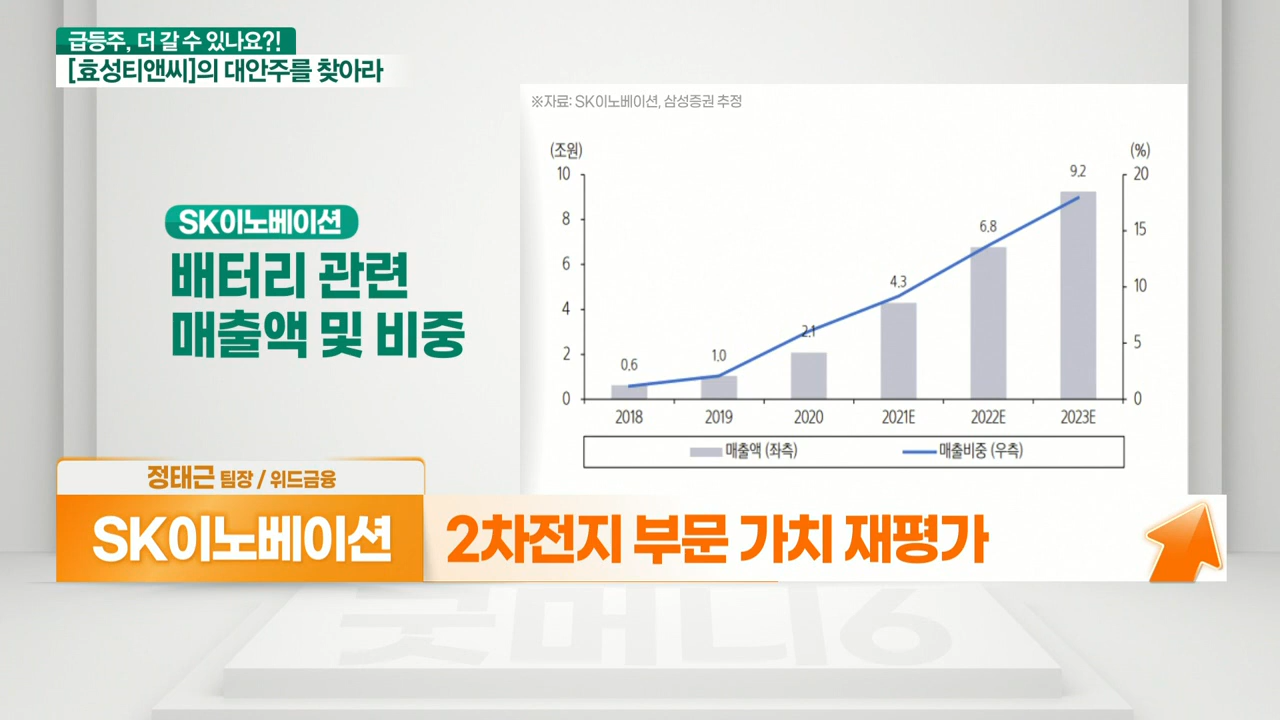 급등주, 더 갈 수 있나요?!
[효성티앤씨]의 대안주를 찾아라
※자료: SK이노베이션, 삼성증권 추정
SK이노베이션
배터리 관련
매출액 및 비중
(조원)
(%)
10
8
6
4
2
0
20
15
10
5
0
0.6
1.0
2.1
4.3
6.8
9.2
2018
2019
2020
2021E
2022E
2023E
매출액 (좌측)
매출비중 (우측)
정태근 팀장 / 위드금융
SK이노베이션
2차전지 부문 가치 재평가
굿머니6